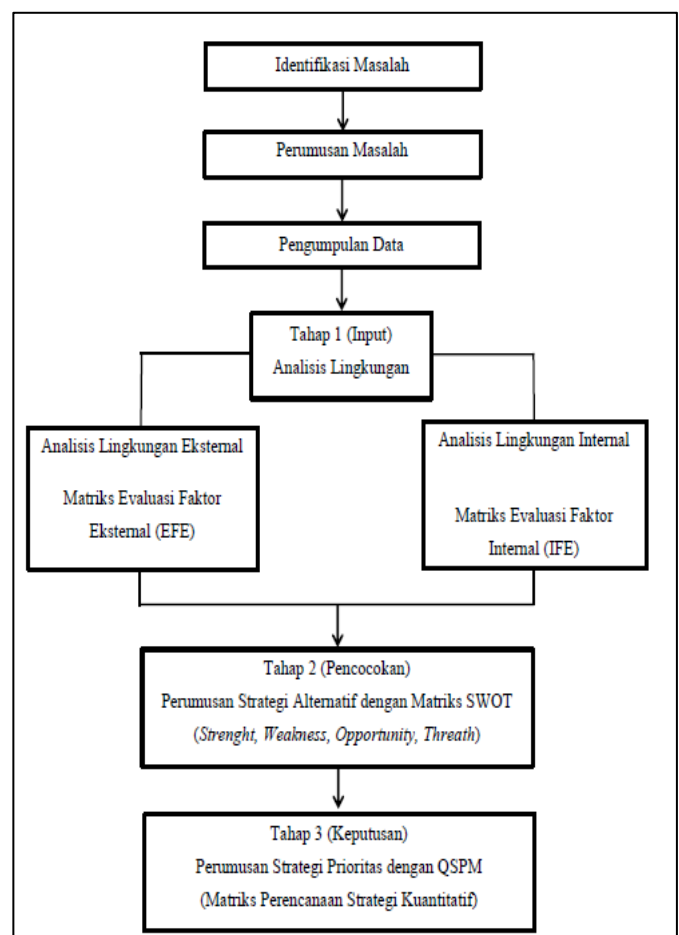 Identifikasi Masalah
Perumusan Masalah
Pengumpulan Data
Tahap 1 (Input)
Analisis Lingkungan
Analisis Lingkungan Eksternal
Matriks Evaluasi Faktor
Eksternal (EFE)
Analisis Lingkungan Internal
Matriks Evaluasi Faktor
Internal (IFE)
Tahap 2 (Pencocokan)
Perumusan Strategi Alternatif dengan Matriks SWOT
(Strenght, Weakness, Opportunity, Threath)
Tahap 3 (Keputusan)
Perumusan Strategi Prioritas dengan QSPM
(Matriks Perencanaan Strategi Kuantitatif)